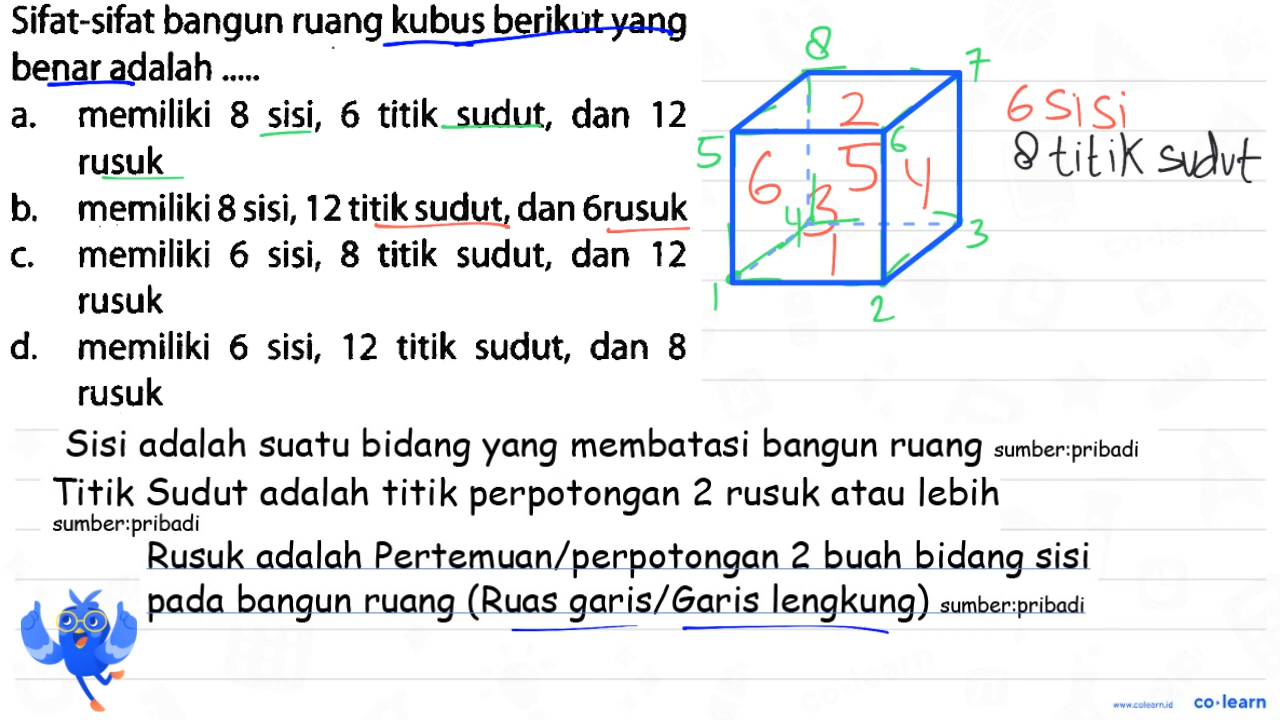 Sifat-sifat bangun ruang kubus berikut yang
benar adalah .....
a. memiliki 8 sisi, 6 titik sudut, dan 12
rusuk
b. memiliki 8 sisi, 12 titik sudut, dan 6rusuk
c. memiliki 6 sisi, 8 titik sudut, dan 12
rusuk
d. memiliki 6 sisi, 12 titik sudut, dan 8
rusuk
8
7
2
5
6
6
5
4
3
4
3
1
1
2
6 sisi
8 titik sudut
Sisi adalah suatu bidang yang membatasi bangun ruang sumber:pribadi
Titik Sudut adalah titik perpotongan 2 rusuk atau lebih
sumber:pribadi
Rusuk adalah Pertemuan/perpotongan 2 buah bidang sisi
pada bangun ruang (Ruas garis/Garis lengkung) sumber:pribadi
www.colearn.id co·learn